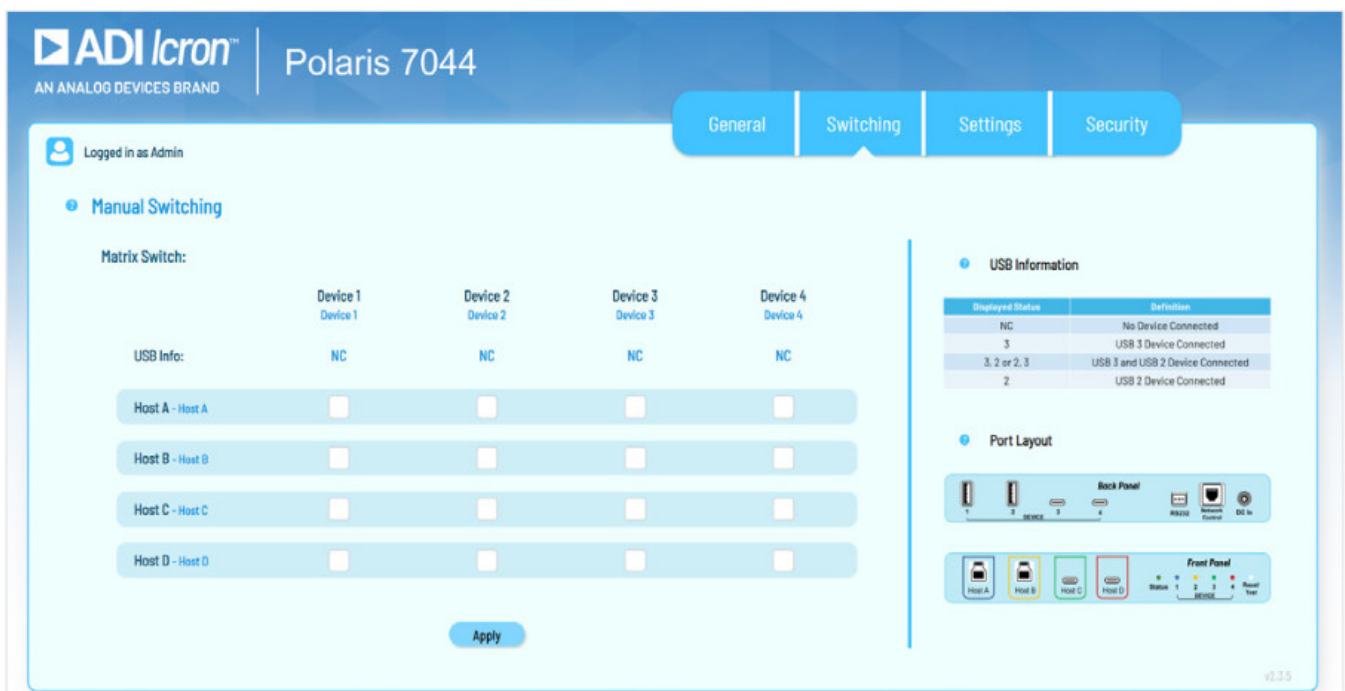 ADI Icron™
AN ANALOG DEVICES BRAND
Polaris 7044
General Switching Settings Security
Logged in as Admin
? Manual Switching
Matrix Switch:
Device 1 Device 2 Device 3 Device 4
Device 1 Device 2 Device 3 Device 4
USB Info: NC NC NC NC
Host A - Host A
Host B - Host B
Host C - Host C
Host D - Host D
Apply
? USB Information
Displayed Status Definition
NC No Device Connected
3 USB 3 Device Connected
3, 2 or 2, 3 USB 3 and USB 2 Device Connected
2 USB 2 Device Connected
? Port Layout
Back Panel
1 2 3 4 RS232 Network DC In
DEVICE Control
Front Panel
Host A Host B Host C Host D Status 1 2 3 4 Reset/
DEVICE Test
v2.3.5